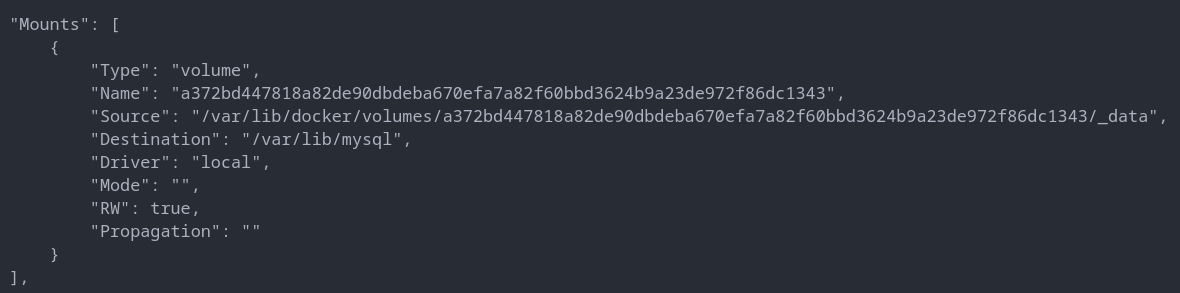 "Mounts": [
    {
        "Type": "volume",
        "Name": "a372bd447818a82de90dbdeba670efa7a82f60bbd3624b9a23de972f86dc1343",
        "Source": "/var/lib/docker/volumes/a372bd447818a82de90dbdeba670efa7a82f60bbd3624b9a23de972f86dc1343/_data",
        "Destination": "/var/lib/mysql",
        "Driver": "local",
        "Mode": "",
        "RW": true,
        "Propagation": ""
    }
],